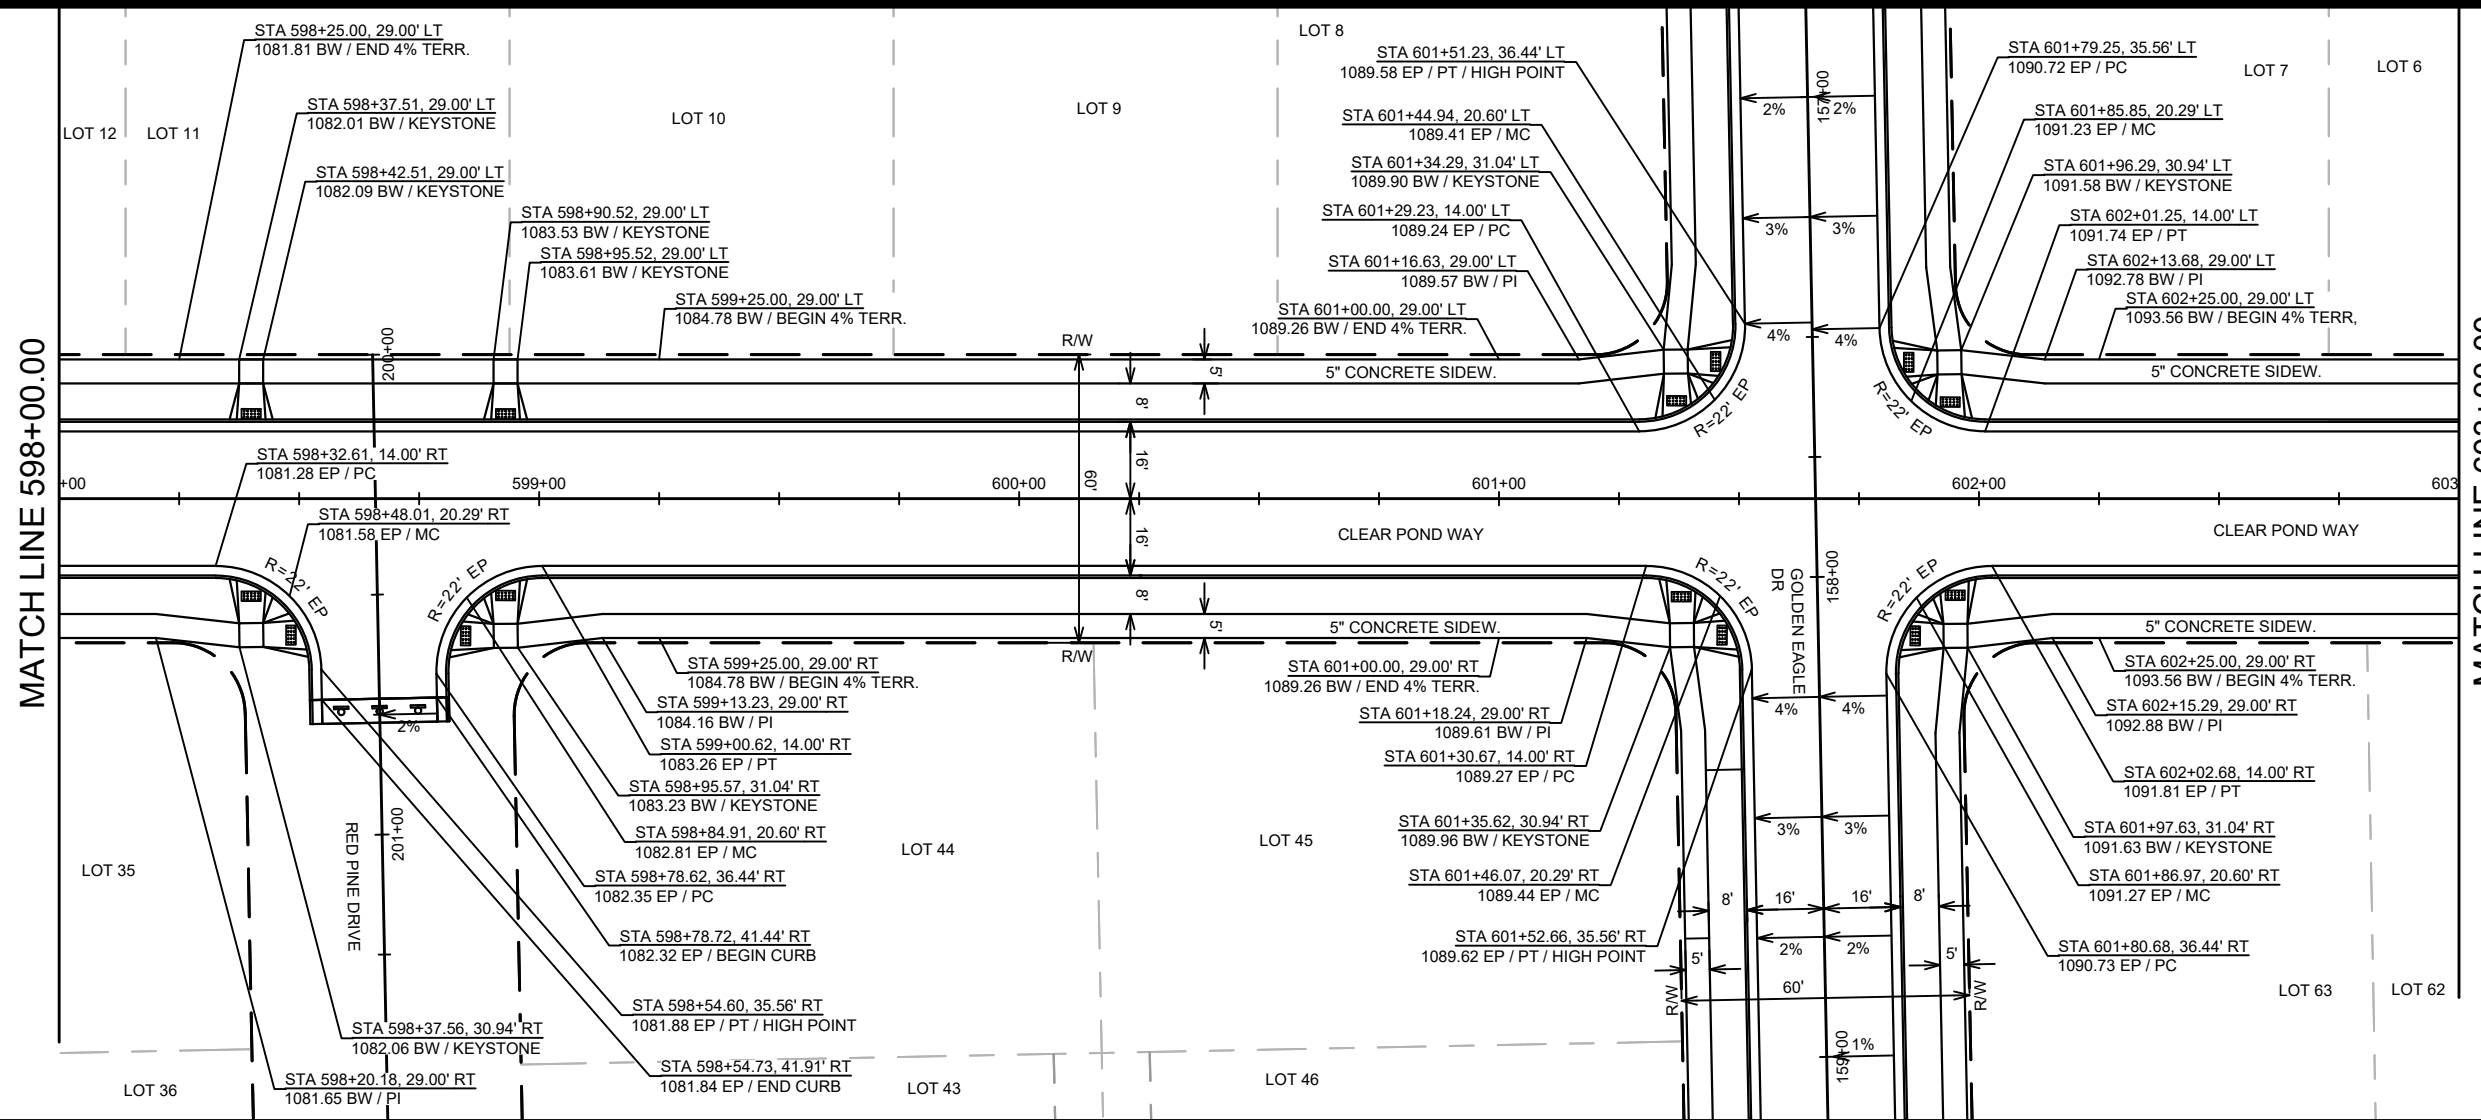 STA 598+25.00, 29.00' LT
1081.81 BW / END 4% TERR.
STA 598+37.51, 29.00' LT
1082.01 BW / KEYSTONE
STA 598+42.51, 29.00' LT
1082.09 BW / KEYSTONE
STA 598+90.52, 29.00' LT
1083.53 BW / KEYSTONE
STA 598+95.52, 29.00' LT
1083.61 BW / KEYSTONE
STA 599+25.00, 29.00' LT
1084.78 BW / BEGIN 4% TERR.
LOT 12
LOT 11
LOT 10
LOT 9
LOT 8
STA 601+51.23, 36.44' LT
1089.58 EP / PT / HIGH POINT
STA 601+44.94, 20.60' LT
1089.41 EP / MC
STA 601+34.29, 31.04' LT
1089.90 BW / KEYSTONE
STA 601+29.23, 14.00' LT
1089.24 EP / PC
STA 601+16.63, 29.00' LT
1089.57 BW / PI
STA 601+00.00, 29.00' LT
1089.26 BW / END 4% TERR.
157+00
2%
2%
3%
3%
4%
4%
STA 601+79.25, 35.56' LT
1090.72 EP / PC
LOT 7
LOT 6
STA 601+85.85, 20.29' LT
1091.23 EP / MC
STA 601+96.29, 30.94' LT
1091.58 BW / KEYSTONE
STA 602+01.25, 14.00' LT
1091.74 EP / PT
STA 602+13.68, 29.00' LT
1092.78 BW / PI
STA 602+25.00, 29.00' LT
1093.56 BW / BEGIN 4% TERR,
MATCH LINE 598+00.00
200+00
R/W
5'
8'
5" CONCRETE SIDEW.
5" CONCRETE SIDEW.
R=22' EP
R=22' EP
16'
60'
STA 598+32.61, 14.00' RT
1081.28 EP / PC
+00
599+00
600+00
601+00
602+00
603
STA 598+48.01, 20.29' RT
1081.58 EP / MC
16'
CLEAR POND WAY
CLEAR POND WAY
R=22' EP
R=22' EP
R=22' EP
R=22' EP
GOLDEN EAGLE
DR
158+00
8'
5'
5" CONCRETE SIDEW.
5" CONCRETE SIDEW.
R/W
2%
STA 599+25.00, 29.00' RT
1084.78 BW / BEGIN 4% TERR.
STA 599+13.23, 29.00' RT
1084.16 BW / PI
STA 599+00.62, 14.00' RT
1083.26 EP / PT
STA 598+95.57, 31.04' RT
1083.23 BW / KEYSTONE
STA 598+84.91, 20.60' RT
1082.81 EP / MC
STA 598+78.62, 36.44' RT
1082.35 EP / PC
STA 598+78.72, 41.44' RT
1082.32 EP / BEGIN CURB
STA 598+54.60, 35.56' RT
1081.88 EP / PT / HIGH POINT
STA 598+54.73, 41.91' RT
1081.84 EP / END CURB
STA 598+37.56, 30.94' RT
1082.06 BW / KEYSTONE
STA 598+20.18, 29.00' RT
1081.65 BW / PI
RED PINE DRIVE
201+00
LOT 35
LOT 36
LOT 44
LOT 43
LOT 45
LOT 46
STA 601+00.00, 29.00' RT
1089.26 BW / END 4% TERR.
STA 601+18.24, 29.00' RT
1089.61 BW / PI
STA 601+30.67, 14.00' RT
1089.27 EP / PC
STA 601+35.62, 30.94' RT
1089.96 BW / KEYSTONE
STA 601+46.07, 20.29' RT
1089.44 EP / MC
STA 601+52.66, 35.56' RT
1089.62 EP / PT / HIGH POINT
4%
4%
3%
3%
8'
16'
16'
8'
2%
2%
5'
5'
60'
R/W
R/W
1%
159+00
STA 602+25.00, 29.00' RT
1093.56 BW / BEGIN 4% TERR.
STA 602+15.29, 29.00' RT
1092.88 BW / PI
STA 602+02.68, 14.00' RT
1091.81 EP / PT
STA 601+97.63, 31.04' RT
1091.63 BW / KEYSTONE
STA 601+86.97, 20.60' RT
1091.27 EP / MC
STA 601+80.68, 36.44' RT
1090.73 EP / PC
LOT 63
LOT 62